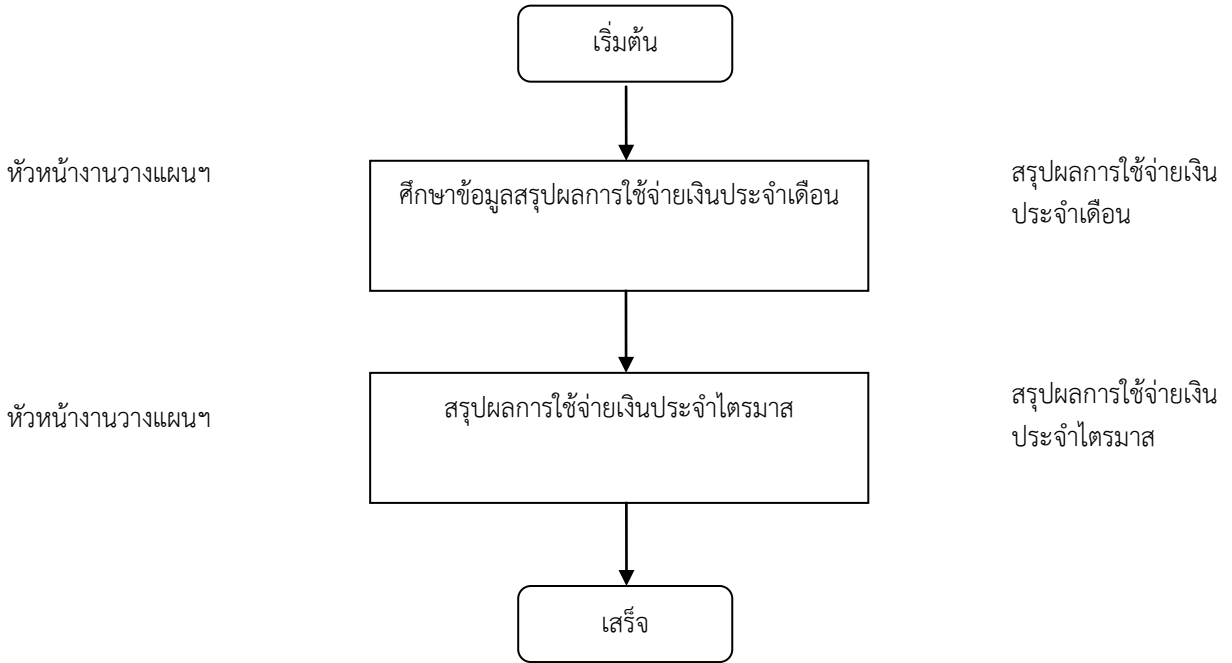 เริ่มต้น
หัวหน้างานวางแผนฯ
ศึกษาข้อมูลสรุปผลการใช้จ่ายเงินประจำเดือน
สรุปผลการใช้จ่ายเงิน
ประจำเดือน
หัวหน้างานวางแผนฯ
สรุปผลการใช้จ่ายเงินประจำไตรมาส
สรุปผลการใช้จ่ายเงิน
ประจำไตรมาส
เสร็จ